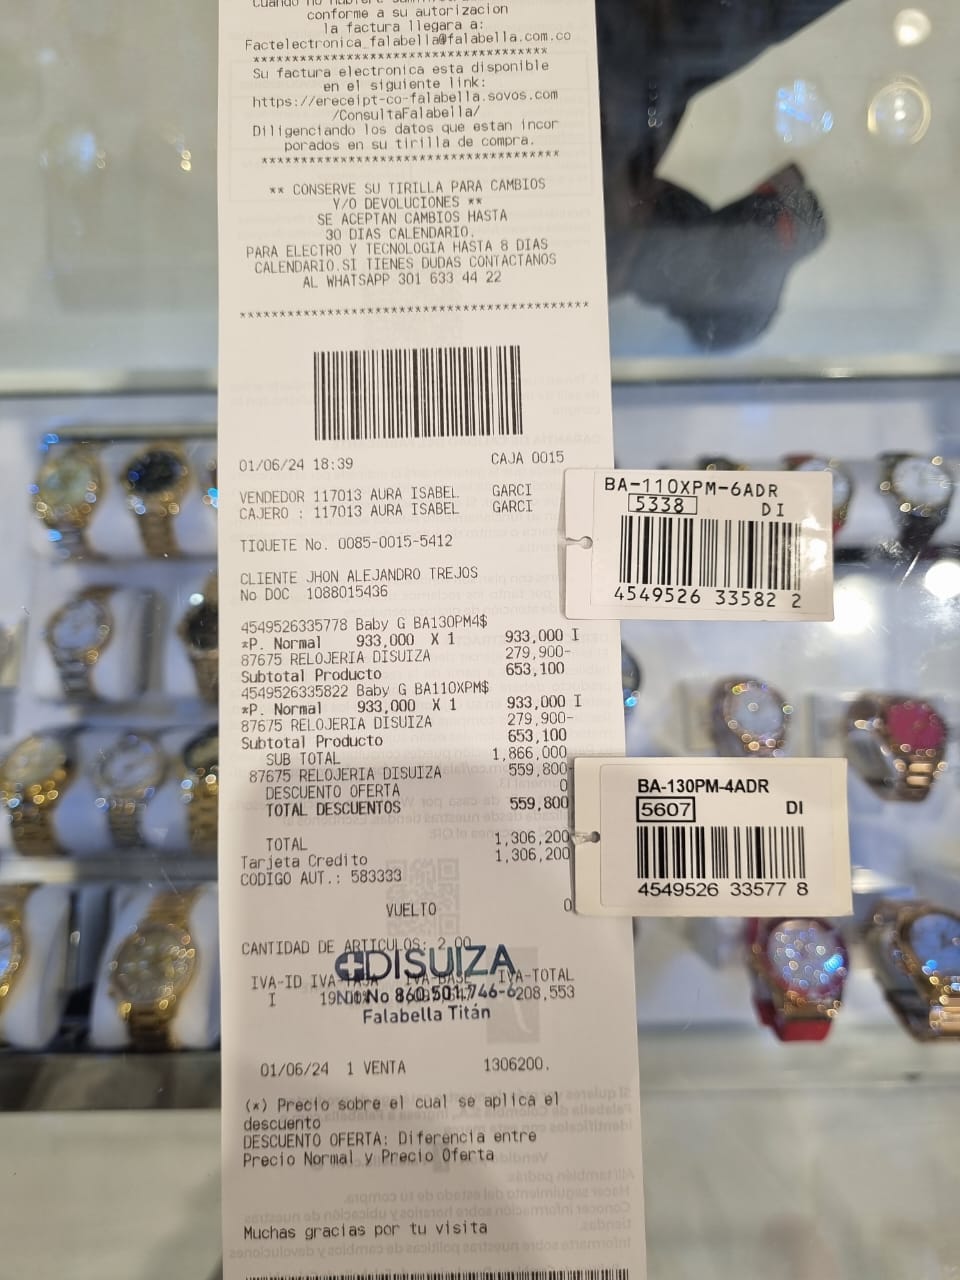 conforme a su autorizacion
la factura llegara a:
Factelectronica_falabella@falabella.com.co
**********************************************
Su factura electronica esta disponible
en el siguiente link:
https://ereceipt-co-falabella.sovos.com
/ConsultaFalabella/
Diligenciando los datos que estan incor
porados en su tirilla de compra.
**********************************************
** CONSERVE SU TIRILLA PARA CAMBIOS
Y/O DEVOLUCIONES **
SE ACEPTAN CAMBIOS HASTA
30 DIAS CALENDARIO.
PARA ELECTRO Y TECNOLOGIA HASTA 8 DIAS
CALENDARIO.SI TIENES DUDAS CONTACTANOS
AL WHATSAPP 301 633 44 22
**********************************************
01/06/24 18:39 CAJA 0015
VENDEDOR 117013 AURA ISABEL GARCI
CAJERO : 117013 AURA ISABEL GARCI
TIQUETE No. 0085-0015-5412
CLIENTE JHON ALEJANDRO TREJOS
No DOC 1088015436
4549526335778 Baby G BA130PM4$
*P. Normal 933,000 X 1 933,000 I
87675 RELOJERIA DISUIZA 279,900-
Subtotal Producto 653,100
4549526335822 Baby G BA110XPM$
*P. Normal 933,000 X 1 933,000 I
87675 RELOJERIA DISUIZA 279,900-
Subtotal Producto 653,100
SUB TOTAL 1,866,000
87675 RELOJERIA DISUIZA 559,800-
DESCUENTO OFERTA 0
TOTAL DESCUENTOS 559,800
TOTAL 1,306,200
Tarjeta Credito 1,306,200
CODIGO AUT.: 583333
VUELTO 0
CANTIDAD DE ARTICULOS: 2.00
DISUIZA
IVA-ID IVA-TASA IVA-BASE IVA-TOTAL
I 208,553
Nit No 860.501.746-6
Falabella Titán
01/06/24 1 VENTA 1306200.
(*) Precio sobre el cual se aplica el
descuento
DESCUENTO OFERTA: Diferencia entre
Precio Normal y Precio Oferta
Muchas gracias por tu visita
BA-110XPM-6ADR
5338 DI
4549526 33582 2
BA-130PM-4ADR
5607 DI
4549526 33577 8